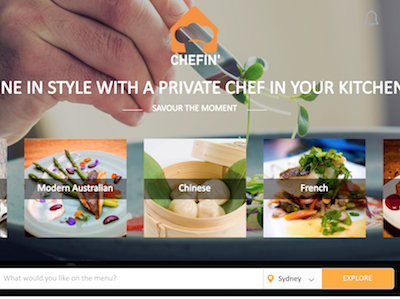 CHEFIN'
NE IN STYLE WITH A PRIVATE CHEF IN YOUR KITCHEN
SAVOUR THE MOMENT
Modern Australian
Chinese
French
What would you like on the menu?
Sydney
EXPLORE